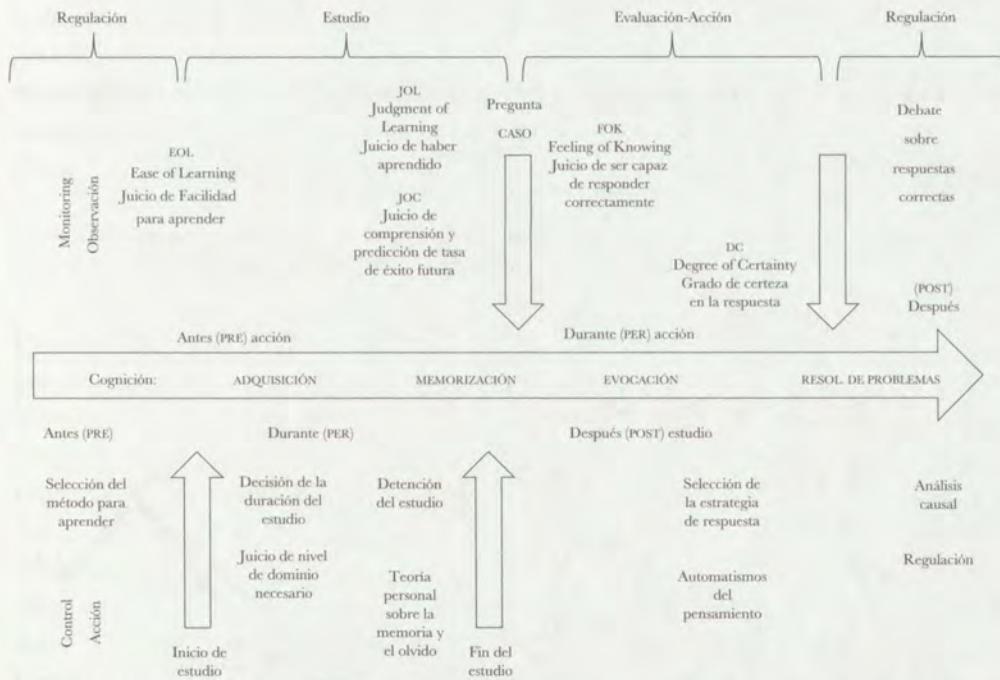 Regulación
Estudio
Evaluación-Acción
Regulación
Monitoring
Observación
EOL
Ease of Learning
Juicio de Facilidad
para aprender
JOL
Judgment of
Learning
Juicio de haber
aprendido
JOC
Juicio de
comprensión y
predicción de tasa
de éxito futura
Pregunta
CASO
FOK
Feeling of Knowing
Juicio de ser capaz
de responder
correctamente
DC
Degree of Certainty
Grado de certeza
en la respuesta
Debate
sobre
respuestas
correctas
(POST)
Después
Antes (PRE) acción
Durante (PER) acción
Cognición:
ADQUISICIÓN
MEMORIZACIÓN
EVOCACIÓN
RESOL. DE PROBLEMAS
Antes (PRE)
Durante (PER)
Después (POST) estudio
Selección del
método para
aprender
Control
Acción
Inicio de
estudio
Decisión de la
duración del
estudio
Juicio de nivel
de dominio
necesario
Detención
del estudio
Teoría
personal
sobre la
memoria y
el olvido
Fin del
estudio
Selección de
la estrategia
de respuesta
Automatismos
del
pensamiento
Análisis
causal
Regulación